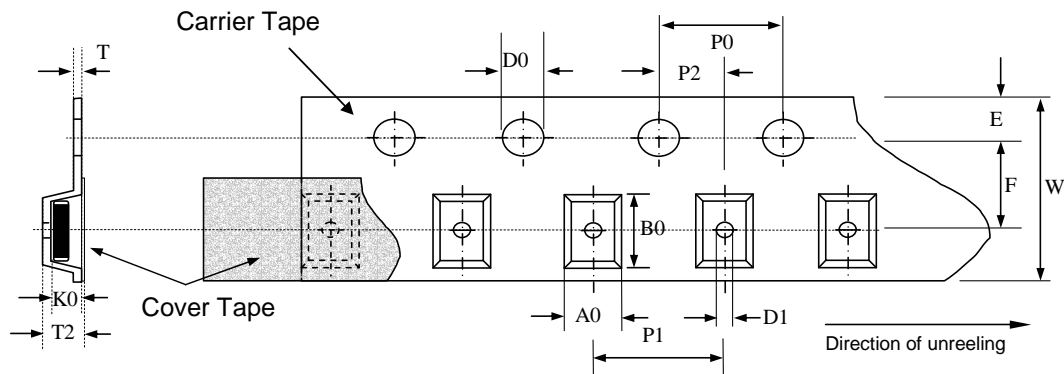 Carrier Tape
T
D0
P0
P2
E
F
W
B0
K0
T2
Cover Tape
A0
P1
D1
Direction of unreeling